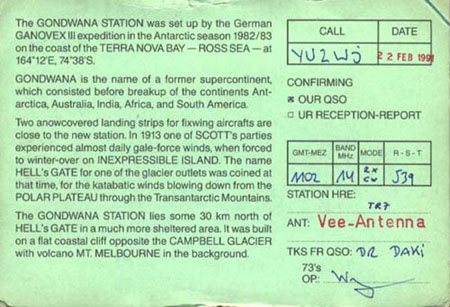 The GONDWANA STATION was set up by the German
GANOVEX III expedition in the Antarctic season 1982/83
on the coast of the TERRA NOVA BAY — ROSS SEA — at
164°12'E, 74°38'S.
GONDWANA is the name of a former supercontinent,
which consisted before breakup of the continents Ant-
arctica, Australia, India, Africa, and South America.
Two anowcovered landing strips for fixwing aircrafts are
close to the new station. In 1913 one of SCOTT's parties
experienced almost daily gale-force winds, when forced
to winter-over on INEXPRESSIBLE ISLAND. The name
HELL's GATE for one of the glacier outlets was coined at
that time, for the katabatic winds blowing down from the
POLAR PLATEAU through the Transantarctic Mountains.
The GONDWANA STATION lies some 30 km north of
HELL's GATE in a much more sheltered area. It was built
on a flat coastal cliff opposite the CAMPBELL GLACIER
with volcano MT. MELBOURNE in the background.
CALL DATE
YU2WJ 22 FEB 1991
CONFIRMING
OUR QSO
UR RECEPTION-REPORT
GMT-MEZ BAND MHz MODE R - S - T
1402 14 2x CW 539
STATION HRE:
TR7
ANT: Vee-Antenna
TKS FR QSO: DR DAKI
73's
OP: